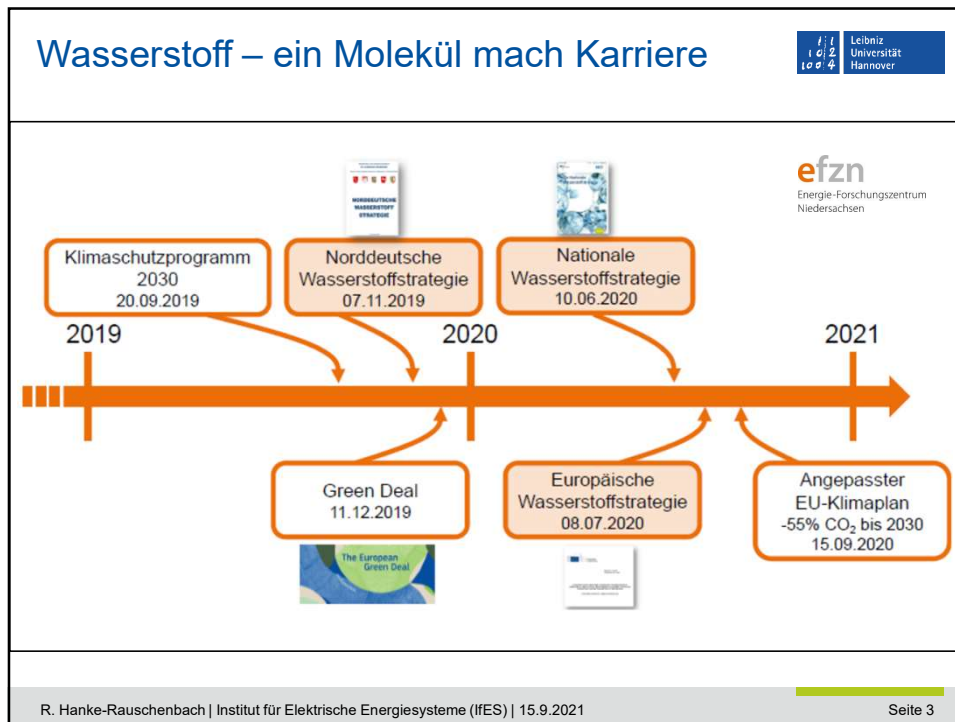 Wasserstoff – ein Molekül mach Karriere
Leibniz
Universität
Hannover
efzn
Energie-Forschungszentrum
Niedersachsen
NORDDEUTSCHE
WASSERSTOFF
STRATEGIE
Klimaschutzprogramm
2030
20.09.2019
Norddeutsche
Wasserstoffstrategie
07.11.2019
Nationale
Wasserstoffstrategie
10.06.2020
2019
2020
2021
Green Deal
11.12.2019
Europäische
Wasserstoffstrategie
08.07.2020
Angepasster
EU-Klimaplan
-55% CO₂ bis 2030
15.09.2020
The European
Green Deal
R. Hanke-Rauschenbach | Institut für Elektrische Energiesysteme (IfES) | 15.9.2021
Seite 3